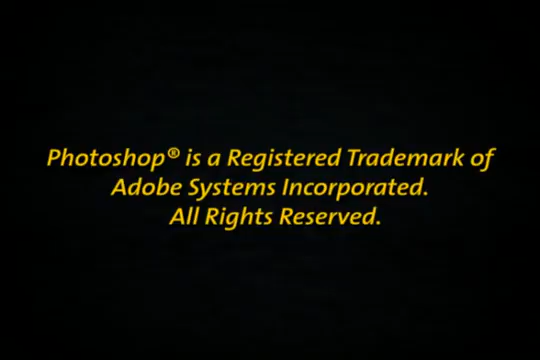 Photoshop® is a Registered Trademark of
Adobe Systems Incorporated.
All Rights Reserved.